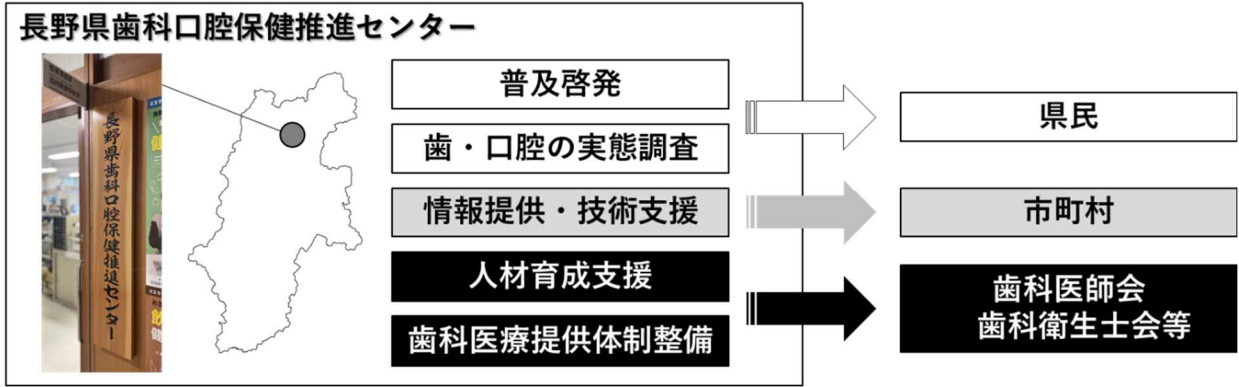 長野県歯科口腔保健推進センター
長野県歯科口腔保健推進センター
普及啓発
歯・口腔の実態調査
情報提供・技術支援
人材育成支援
歯科医療提供体制整備
県民
市町村
歯科医師会
歯科衛生士会等